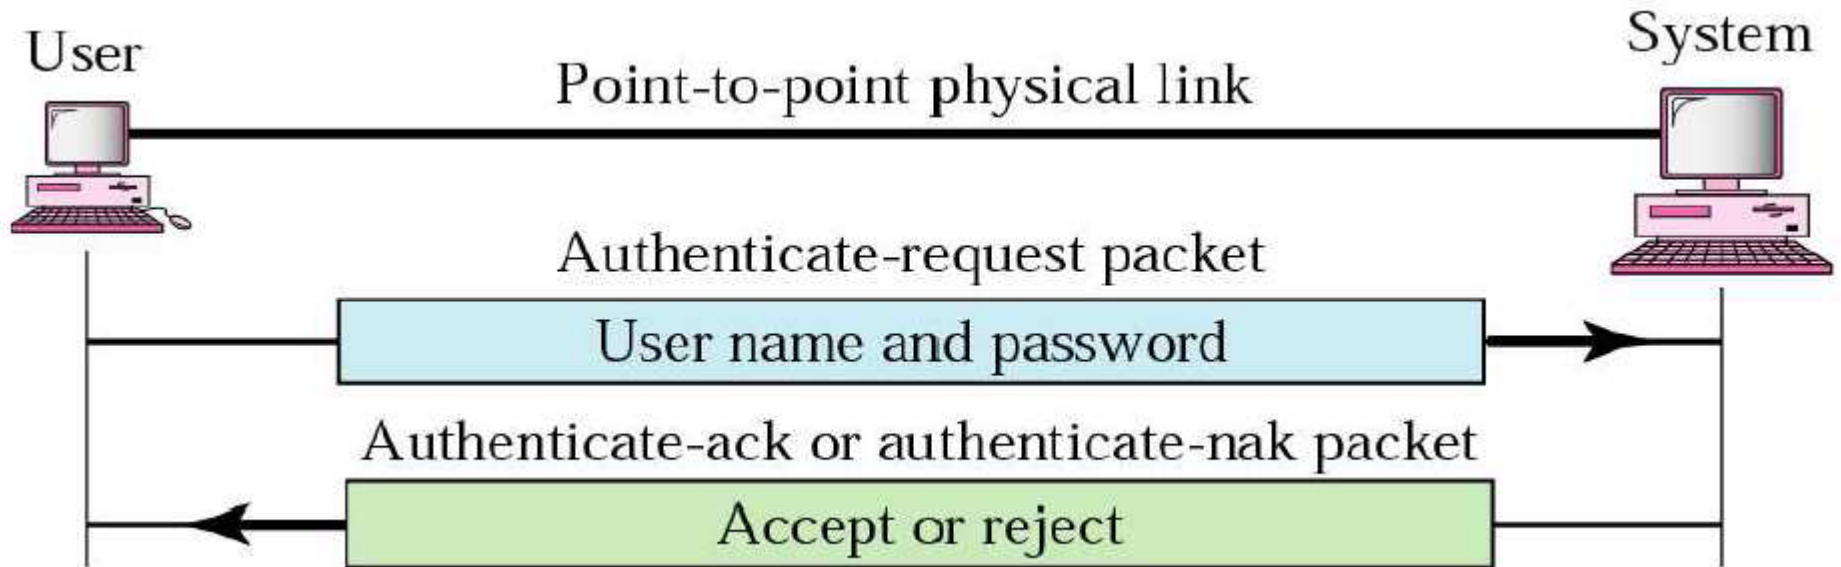 User
System
Point-to-point physical link
Authenticate-request packet
User name and password
Authenticate-ack or authenticate-nak packet
Accept or reject